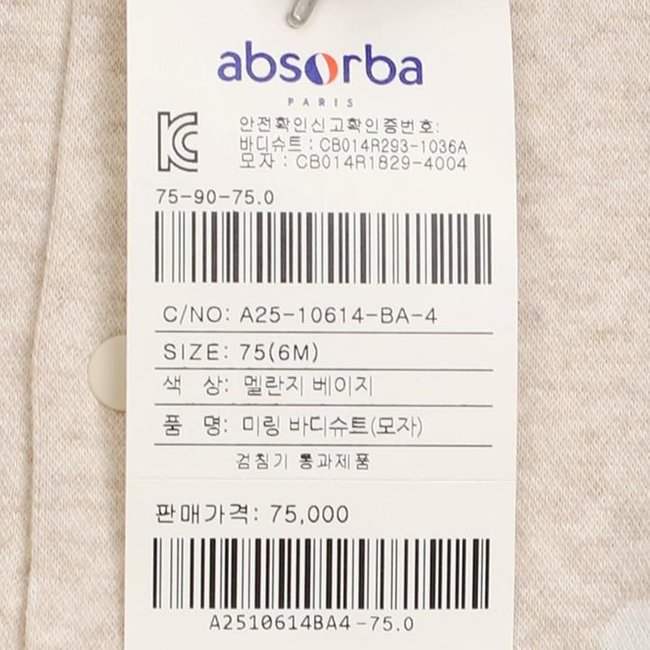 absorba
PARIS
안전확인신고확인증번호:
바디슈트 : CB014R293-1036A
모자 : CB014R1829-4004
75-90-75.0
C/NO: A25-10614-BA-4
SIZE: 75(6M)
색 상: 멜란지 베이지
품 명: 미링 바디슈트(모자)
검침기 통과제품
판매가격: 75,000
A2510614BA4-75.0